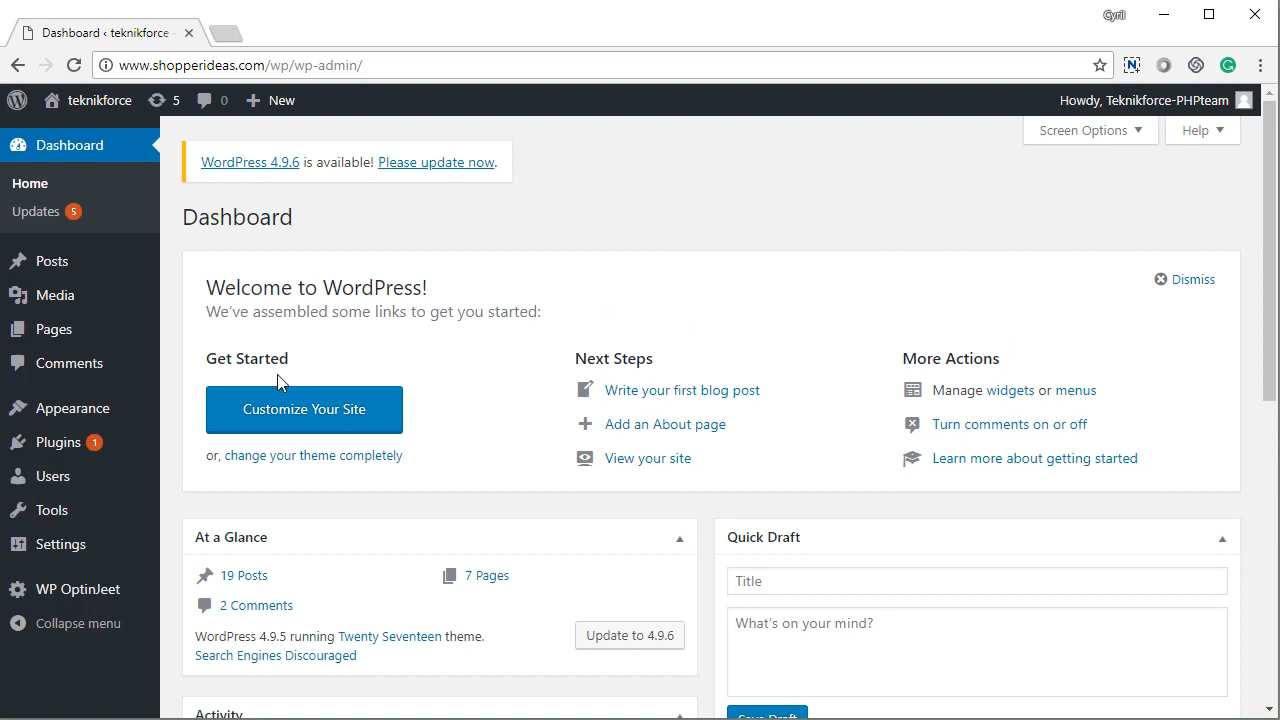 Cyril
Dashboard ‹ teknikforce -
www.shopperideas.com/wp/wp-admin/
teknikforce 5 0 New
Howdy, Teknikforce-PHPteam
Screen Options Help
Dashboard
Home
Updates 5
Posts
Media
Pages
Comments
Appearance
Plugins 1
Users
Tools
Settings
WP OptinJeet
Collapse menu
WordPress 4.9.6 is available! Please update now.
Dashboard
Welcome to WordPress!
We've assembled some links to get you started:
Dismiss
Get Started
Customize Your Site
or, change your theme completely
Next Steps
Write your first blog post
Add an About page
View your site
More Actions
Manage widgets or menus
Turn comments on or off
Learn more about getting started
At a Glance
19 Posts
7 Pages
2 Comments
WordPress 4.9.5 running Twenty Seventeen theme.
Update to 4.9.6
Search Engines Discouraged
Activity
Quick Draft
Title
What's on your mind?
Save Draft